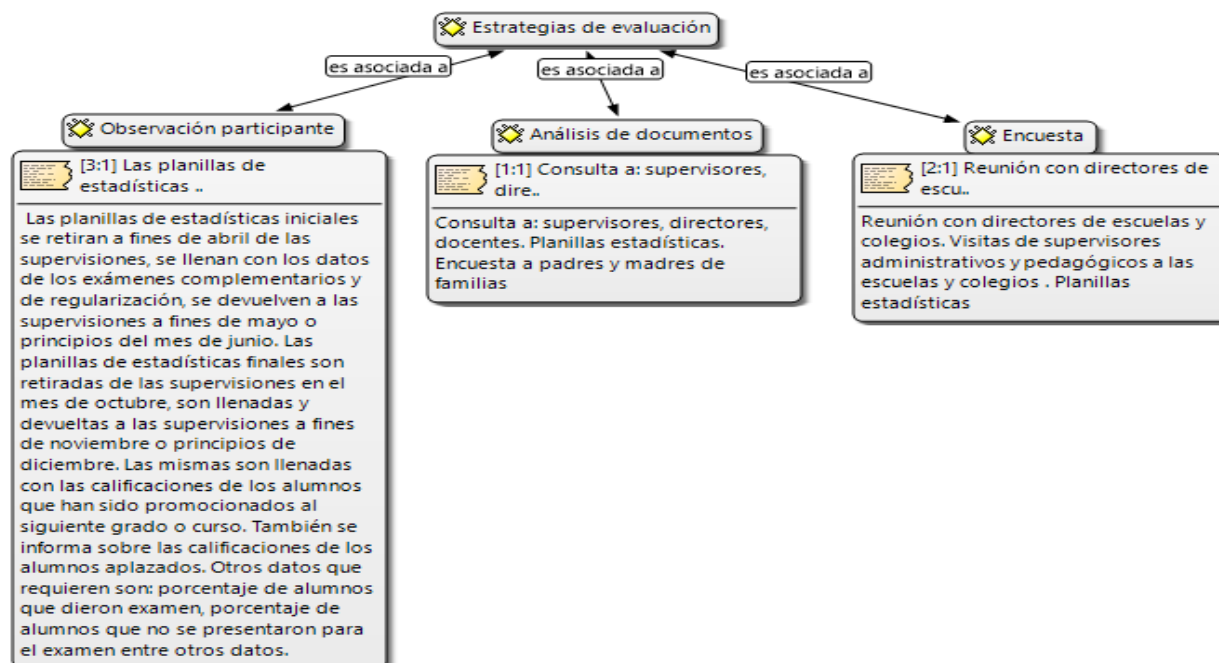 Estrategias de evaluación
es asociada a
es asociada a
es asociada a
Observación participante
[3:1] Las planillas de
estadísticas ..
Las planillas de estadísticas iniciales
se retiran a fines de abril de las
supervisiones, se llenan con los datos
de los exámenes complementarios y
de regularización, se devuelven a las
supervisiones a fines de mayo o
principios del mes de junio. Las
planillas de estadísticas finales son
retiradas de las supervisiones en el
mes de octubre, son llenadas y
devueltas a las supervisiones a fines
de noviembre o principios de
diciembre. Las mismas son llenadas
con las calificaciones de los alumnos
que han sido promocionados al
siguiente grado o curso. También se
informa sobre las calificaciones de los
alumnos aplazados. Otros datos que
requieren son: porcentaje de alumnos
que dieron examen, porcentaje de
alumnos que no se presentaron para
el examen entre otros datos.
Análisis de documentos
[1:1] Consulta a: supervisores,
dire..
Consulta a: supervisores, directores,
docentes. Planillas estadísticas.
Encuesta a padres y madres de
familias
Encuesta
[2:1] Reunión con directores de
escu..
Reunión con directores de escuelas y
colegios. Visitas de supervisores
administrativos y pedagógicos a las
escuelas y colegios . Planillas
estadísticas